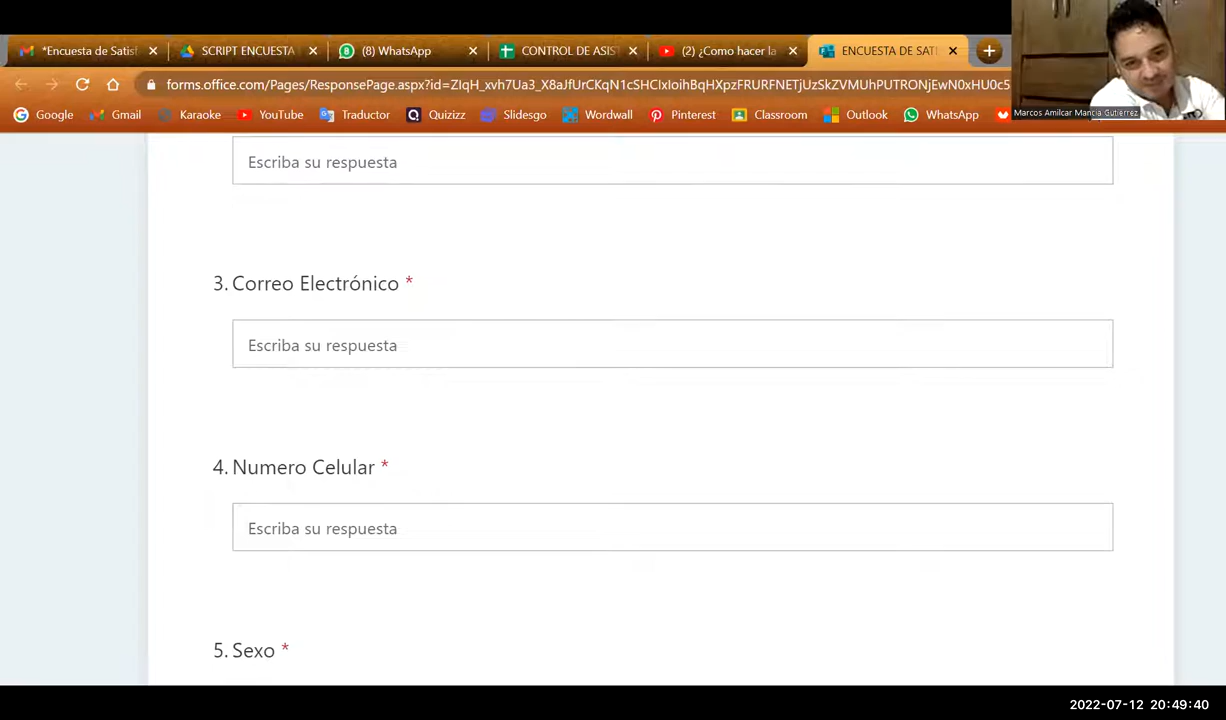 *Encuesta de Satisf
SCRIPT ENCUESTA
(8) WhatsApp
CONTROL DE ASIST
(2) ¿Como hacer la
ENCUESTA DE SATI
forms.office.com/Pages/ResponsePage.aspx?id=ZIqH_xvh7Ua3_X8aJfUrCKqN1cSHCIxIoihBqHXpzFRURFNETjUzSkZVMUhPUTRONjEwN0xHU0c5
Google
Gmail
Karaoke
YouTube
Traductor
Quizizz
Slidesgo
Wordwall
Pinterest
Classroom
Outlook
WhatsApp
Marcos Amilcar Mancia Gutierrez
Escriba su respuesta
3. Correo Electrónico *
Escriba su respuesta
4. Numero Celular *
Escriba su respuesta
5. Sexo *
2022-07-12 20:49:40